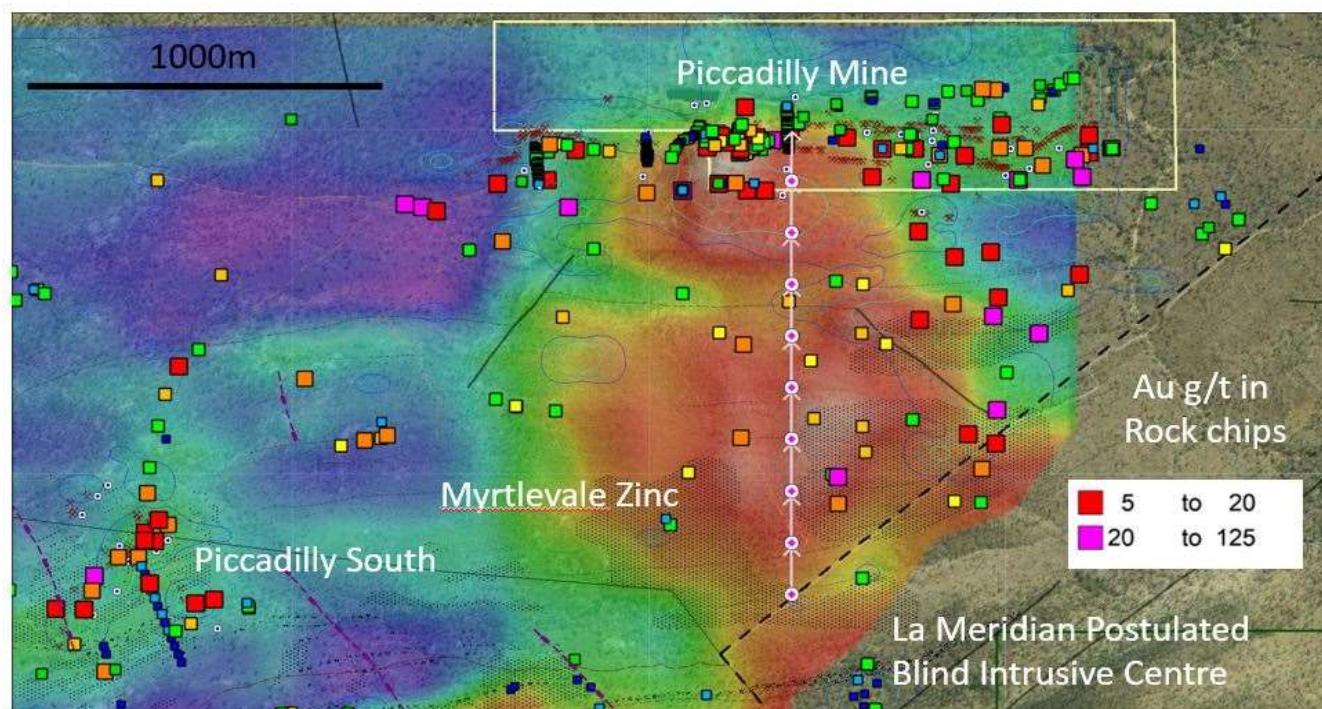 1000m
Piccadilly Mine
Au g/t in
Rock chips
Myrtlevale Zinc
5 to 20
20 to 125
Piccadilly South
La Meridian Postulated
Blind Intrusive Centre